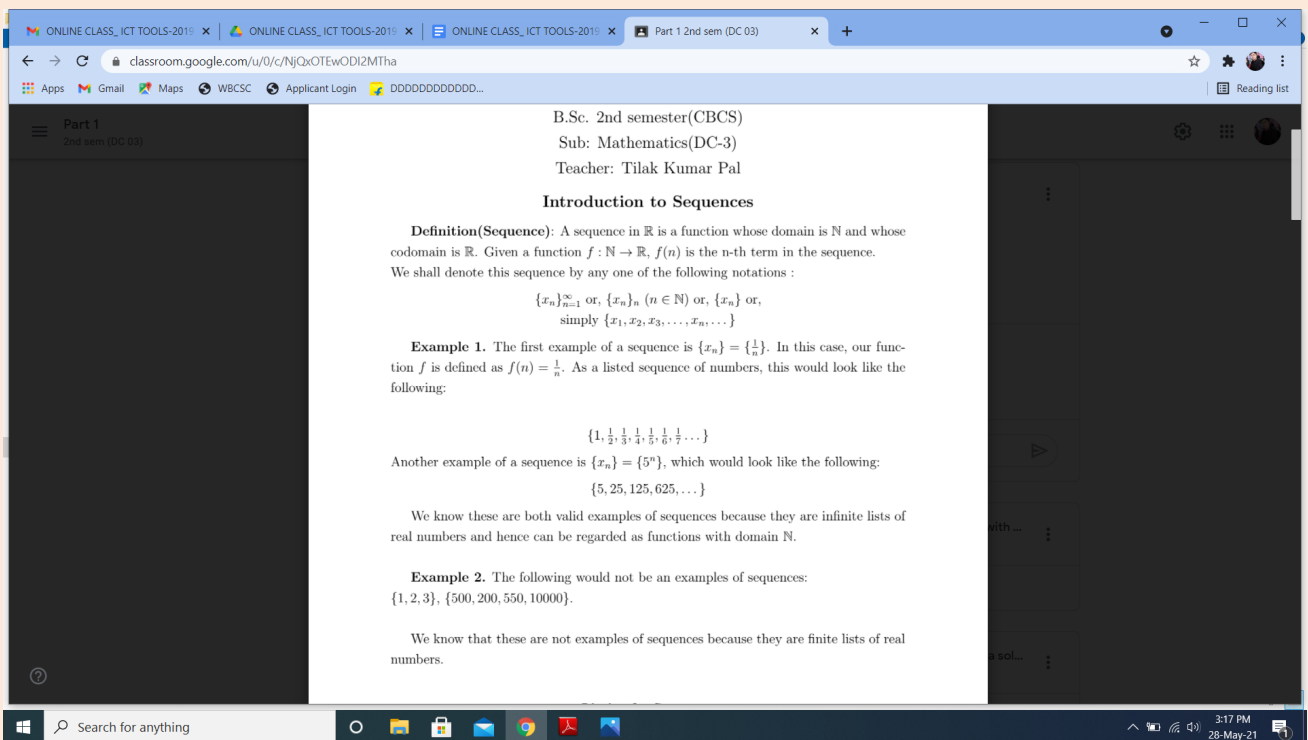 ONLINE CLASS_ ICT TOOLS-2019
ONLINE CLASS_ ICT TOOLS-2019
ONLINE CLASS_ ICT TOOLS-2019
Part 1 2nd sem (DC 03)
classroom.google.com/u/0/c/NjQxOTEwODI2MTha
Apps
Gmail
Maps
WBCSC
Applicant Login
DDDDDDDDDDDD...
Reading list
Part 1
2nd sem (DC 03)
B.Sc. 2nd semester(CBCS)
Sub: Mathematics(DC-3)
Teacher: Tilak Kumar Pal
Introduction to Sequences
Definition(Sequence): A sequence in ℝ is a function whose domain is ℕ and whose
codomain is ℝ. Given a function f : ℕ → ℝ, f(n) is the n-th term in the sequence.
We shall denote this sequence by any one of the following notations :
{xₙ}ₙ₌₁^∞ or, {xₙ}ₙ (n ∈ ℕ) or, {xₙ} or,
simply {x₁, x₂, x₃, . . . , xₙ, . . . }
Example 1. The first example of a sequence is {xₙ} = {1/n}. In this case, our func-
tion f is defined as f(n) = 1/n. As a listed sequence of numbers, this would look like the
following:
{1, 1/2, 1/3, 1/4, 1/5, 1/6, 1/7 . . . }
Another example of a sequence is {xₙ} = {5ⁿ}, which would look like the following:
{5, 25, 125, 625, . . . }
We know these are both valid examples of sequences because they are infinite lists of
real numbers and hence can be regarded as functions with domain ℕ.
Example 2. The following would not be an examples of sequences:
{1, 2, 3}, {500, 200, 550, 10000}.
We know that these are not examples of sequences because they are finite lists of real
numbers.
with ...
a sol...
Search for anything
3:17 PM
28-May-21
1